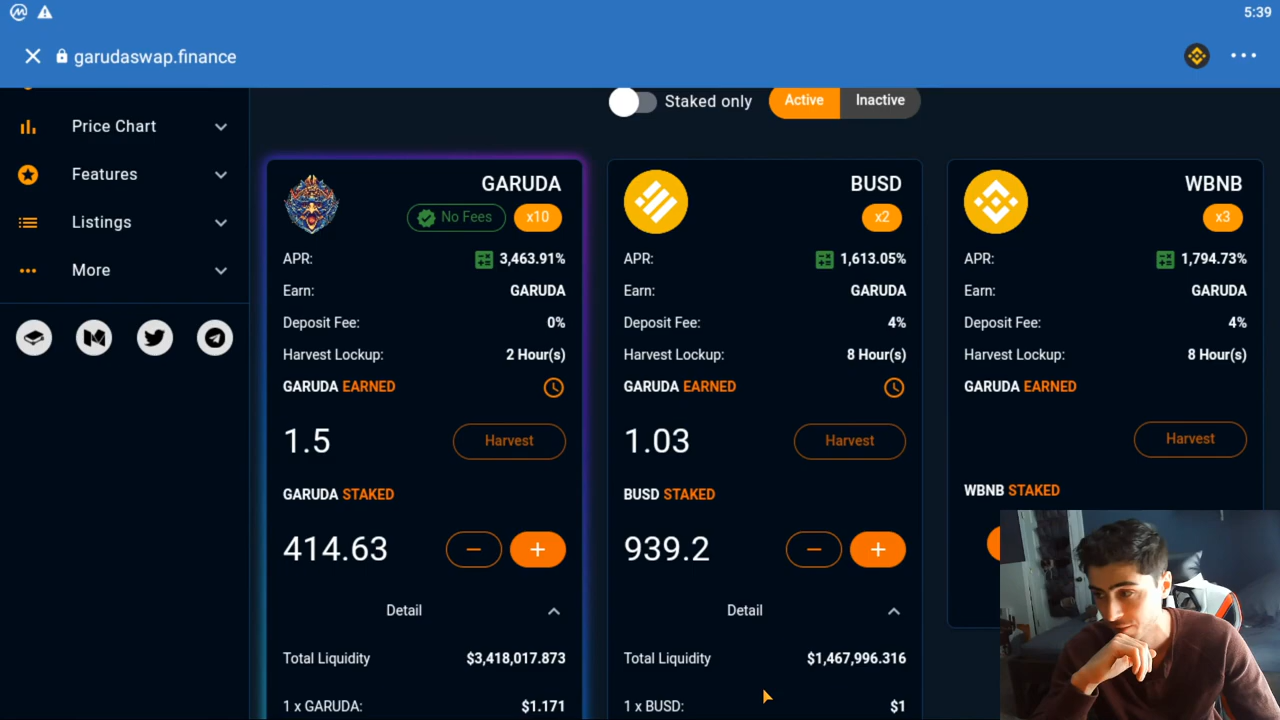 5:39
garudaswap.finance
Staked only
Active
Inactive
Price Chart
Features
Listings
More
GARUDA
No Fees
x10
APR:
3,463.91%
Earn:
GARUDA
Deposit Fee:
0%
Harvest Lockup:
2 Hour(s)
GARUDA EARNED
1.5
Harvest
GARUDA STAKED
414.63
Detail
Total Liquidity
$3,418,017.873
1 x GARUDA:
$1.171
BUSD
x2
APR:
1,613.05%
Earn:
GARUDA
Deposit Fee:
4%
Harvest Lockup:
8 Hour(s)
GARUDA EARNED
1.03
Harvest
BUSD STAKED
939.2
Detail
Total Liquidity
$1,467,996.316
1 x BUSD:
$1
WBNB
x3
APR:
1,794.73%
Earn:
GARUDA
Deposit Fee:
4%
Harvest Lockup:
8 Hour(s)
GARUDA EARNED
Harvest
WBNB STAKED